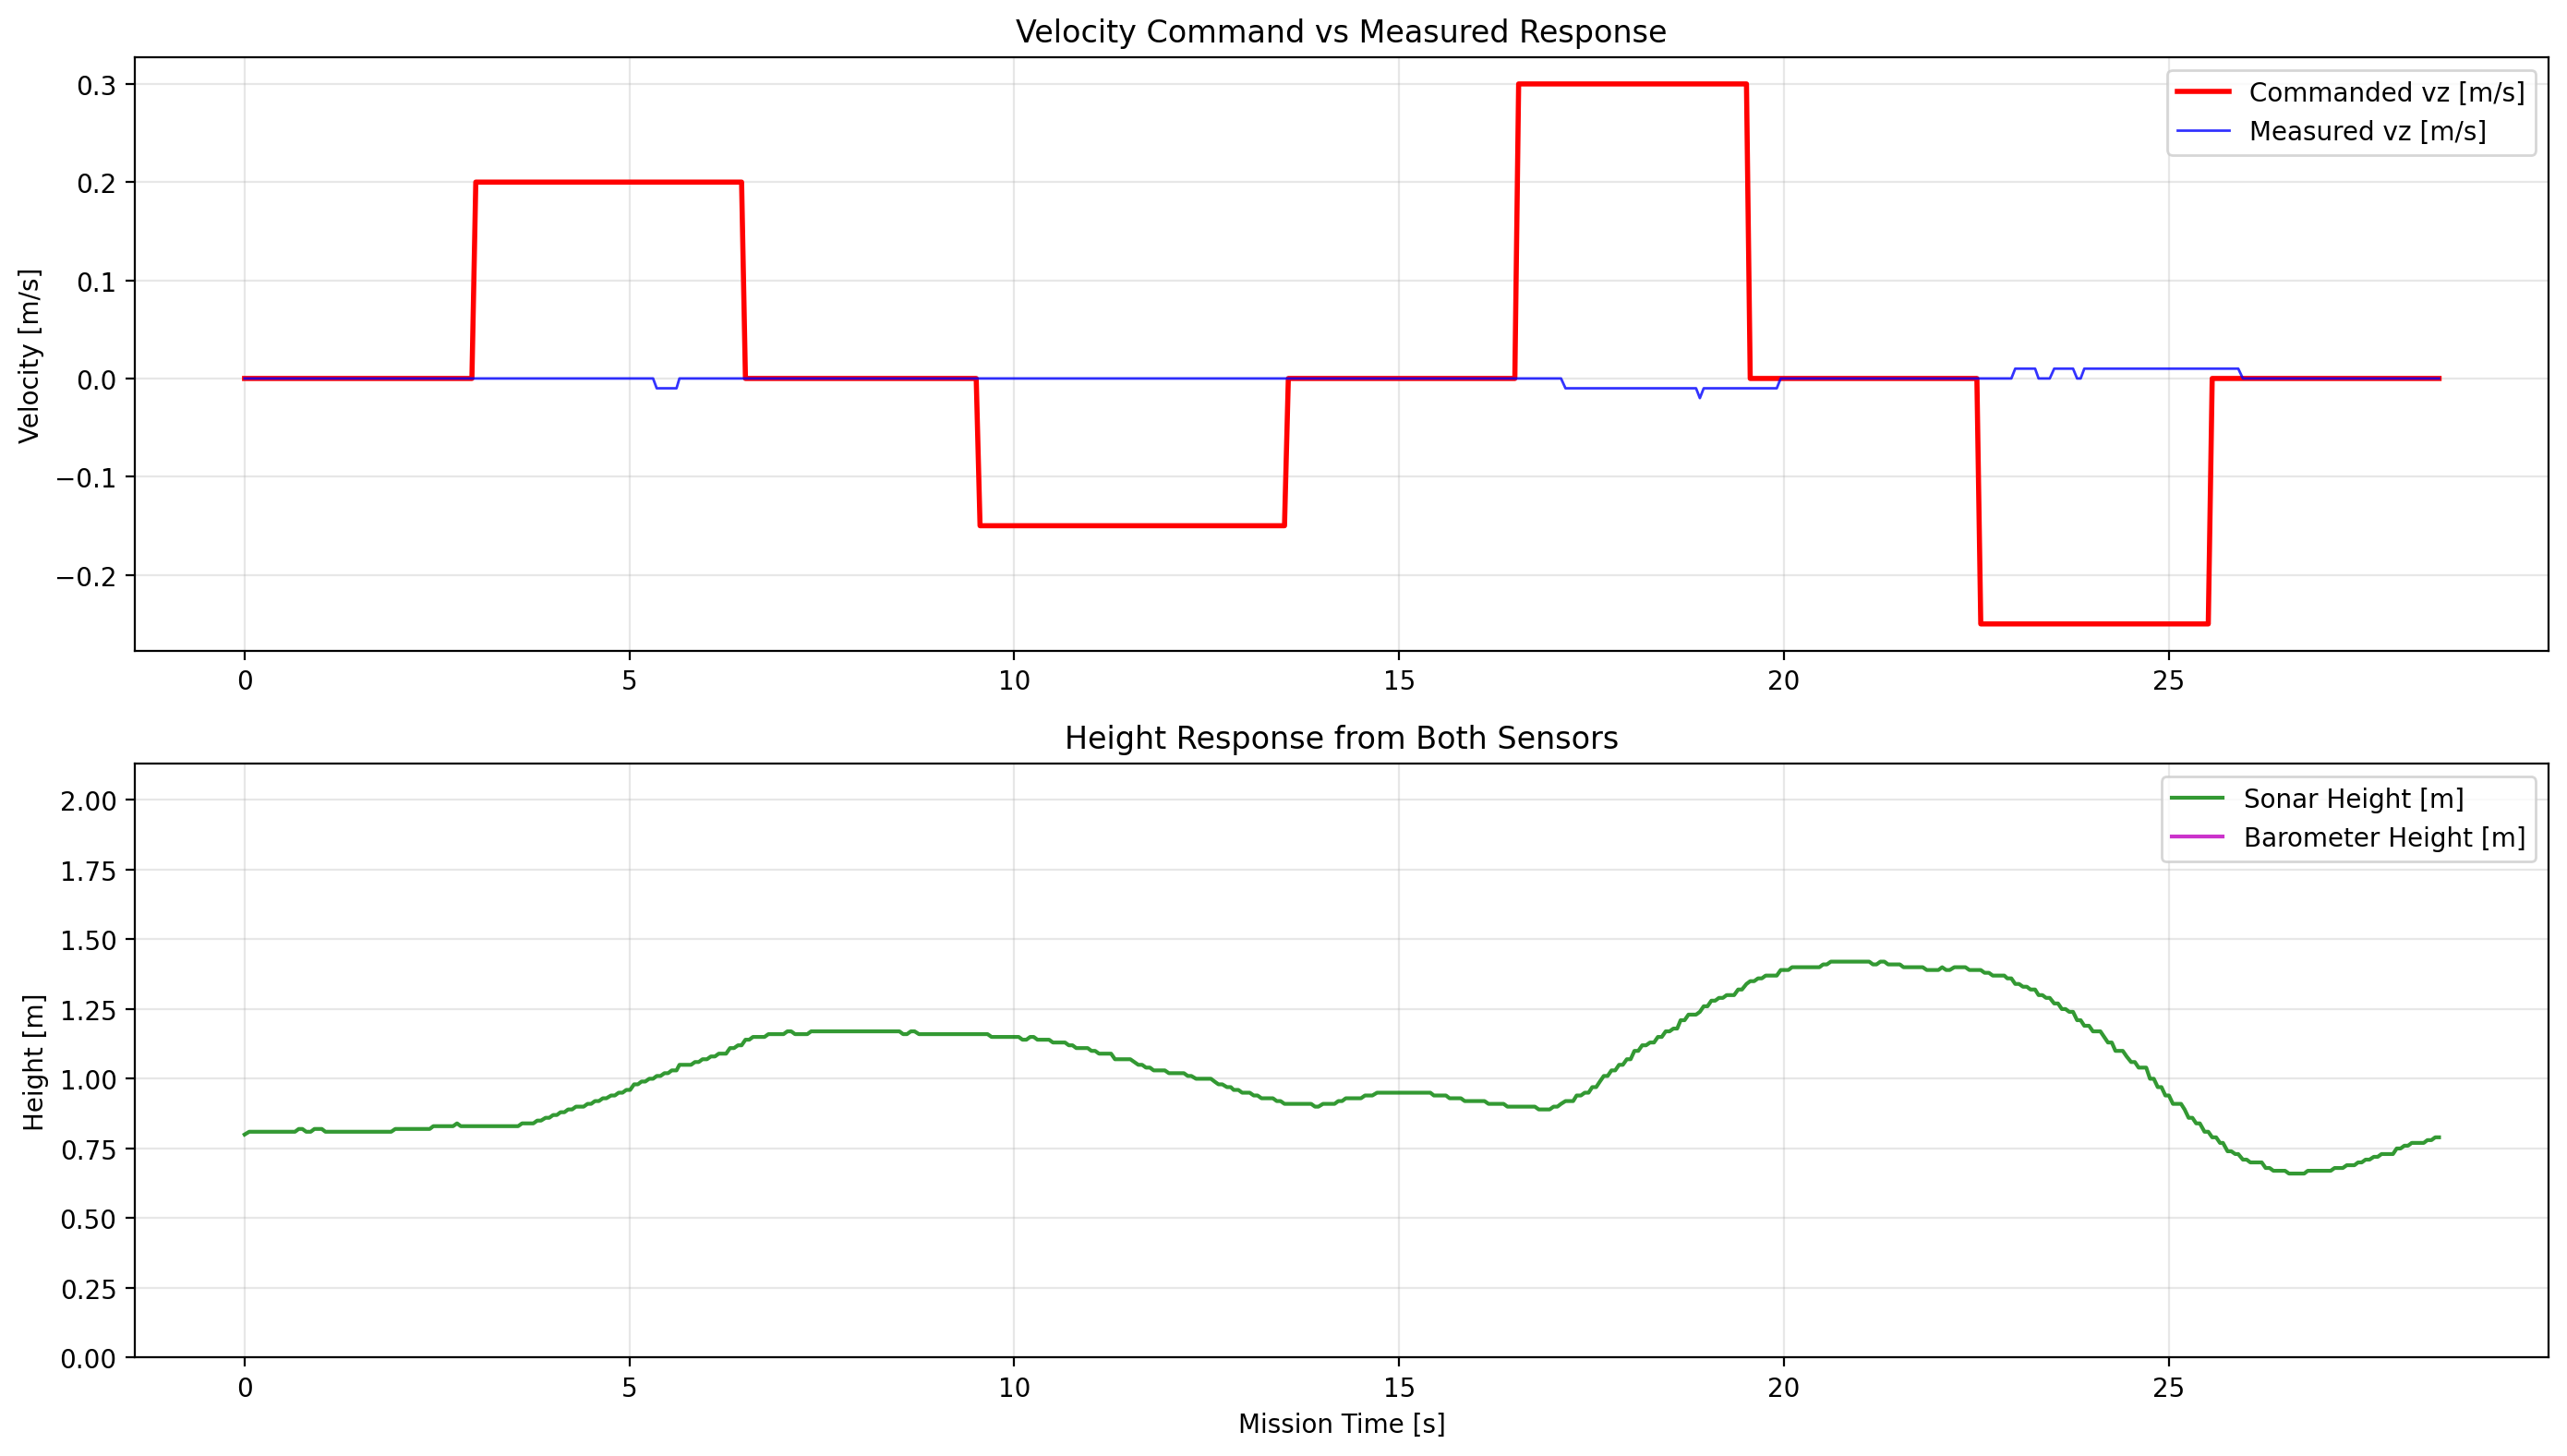 Velocity Command vs Measured Response
Velocity [m/s]
0.3
0.2
0.1
0.0
−0.1
−0.2
Commanded vz [m/s]
Measured vz [m/s]
0 5 10 15 20 25
Height Response from Both Sensors
Height [m]
2.00
1.75
1.50
1.25
1.00
0.75
0.50
0.25
0.00
Sonar Height [m]
Barometer Height [m]
0 5 10 15 20 25
Mission Time [s]